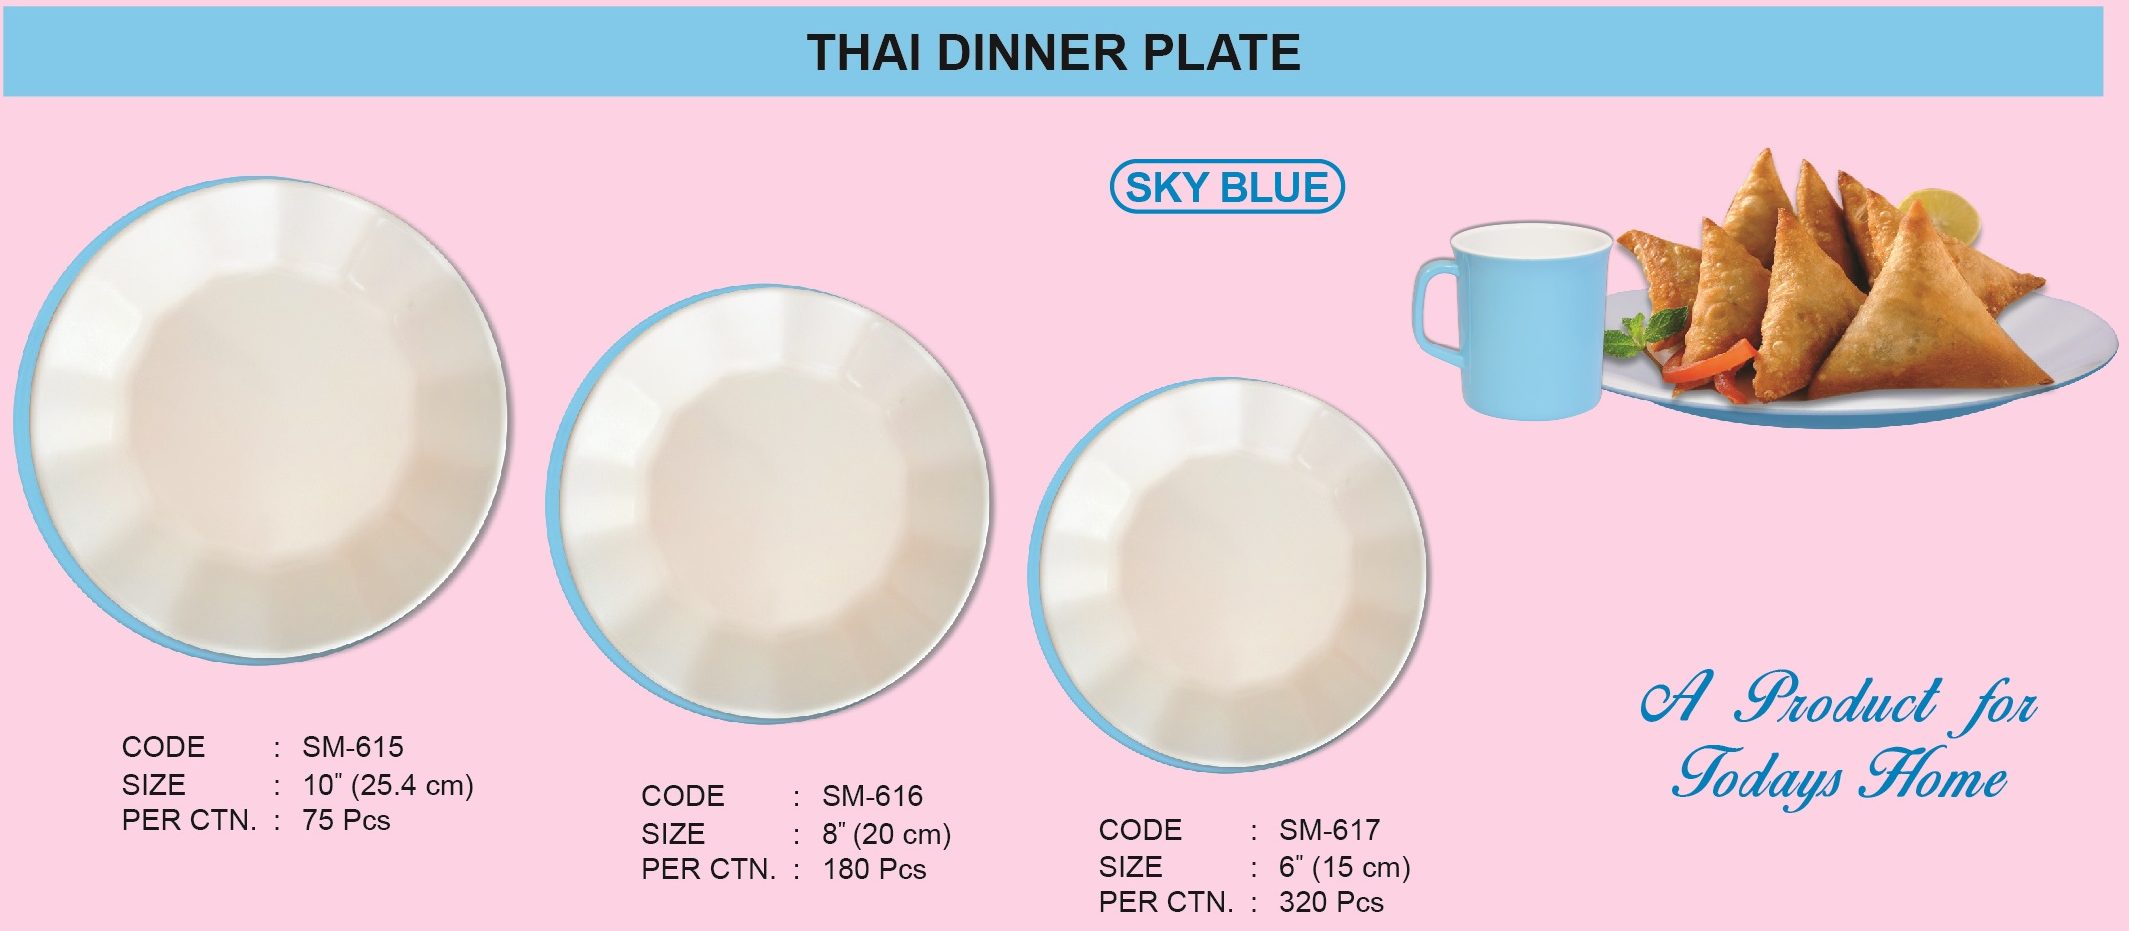 THAI DINNER PLATE
SKY BLUE
CODE : SM-615
SIZE : 10" (25.4 cm)
PER CTN. : 75 Pcs
CODE : SM-616
SIZE : 8" (20 cm)
PER CTN. : 180 Pcs
CODE : SM-617
SIZE : 6" (15 cm)
PER CTN. : 320 Pcs
A Product for
Todays Home